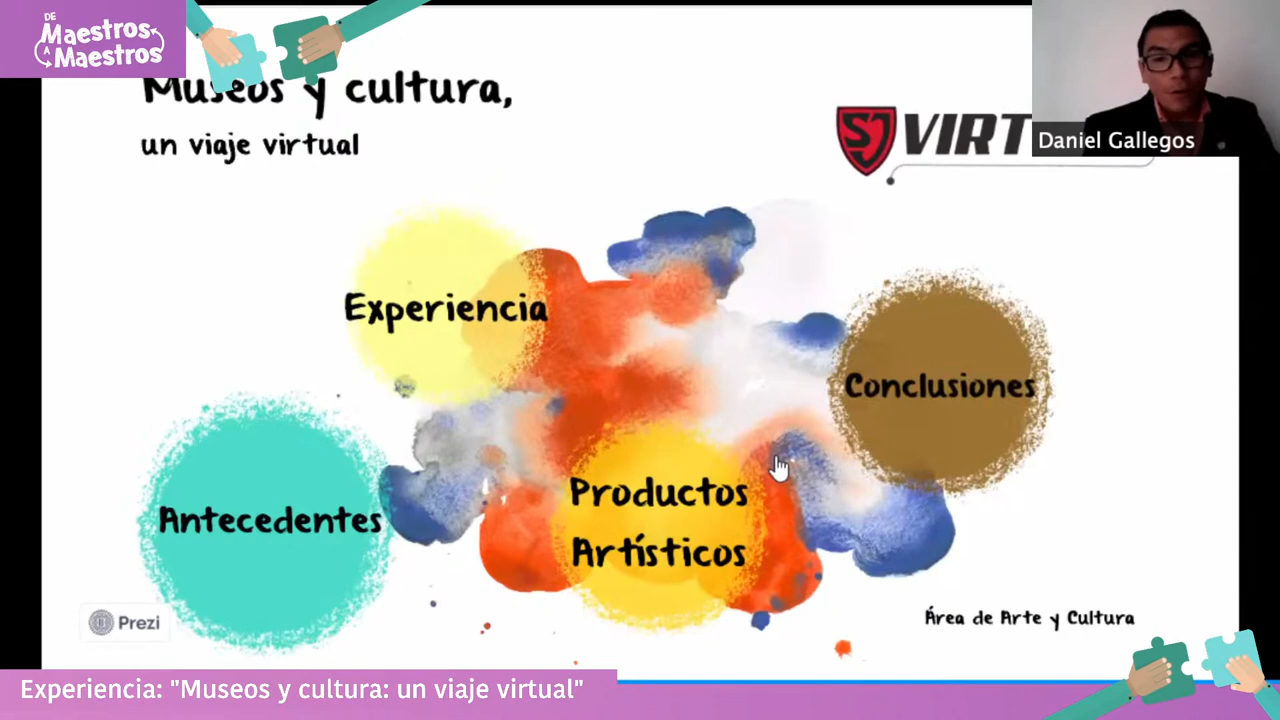 DE
Maestros
A Maestros
Museos y cultura,
un viaje virtual
SJ VIRT
Daniel Gallegos
Experiencia
Conclusiones
Antecedentes
Productos
Artísticos
Prezi
Área de Arte y Cultura
Experiencia: "Museos y cultura: un viaje virtual"